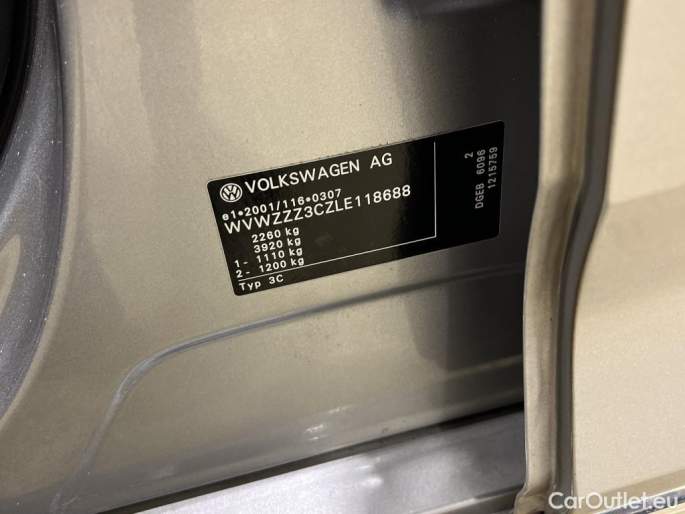 VOLKSWAGEN AG
e1*2001/116*0307
WVWZZZ3CZLE118688
2260 kg
3920 kg
1- 1110 kg
2- 1200 kg
Typ 3C
2
DGEB 6096
1215759
CarOutlet.eu